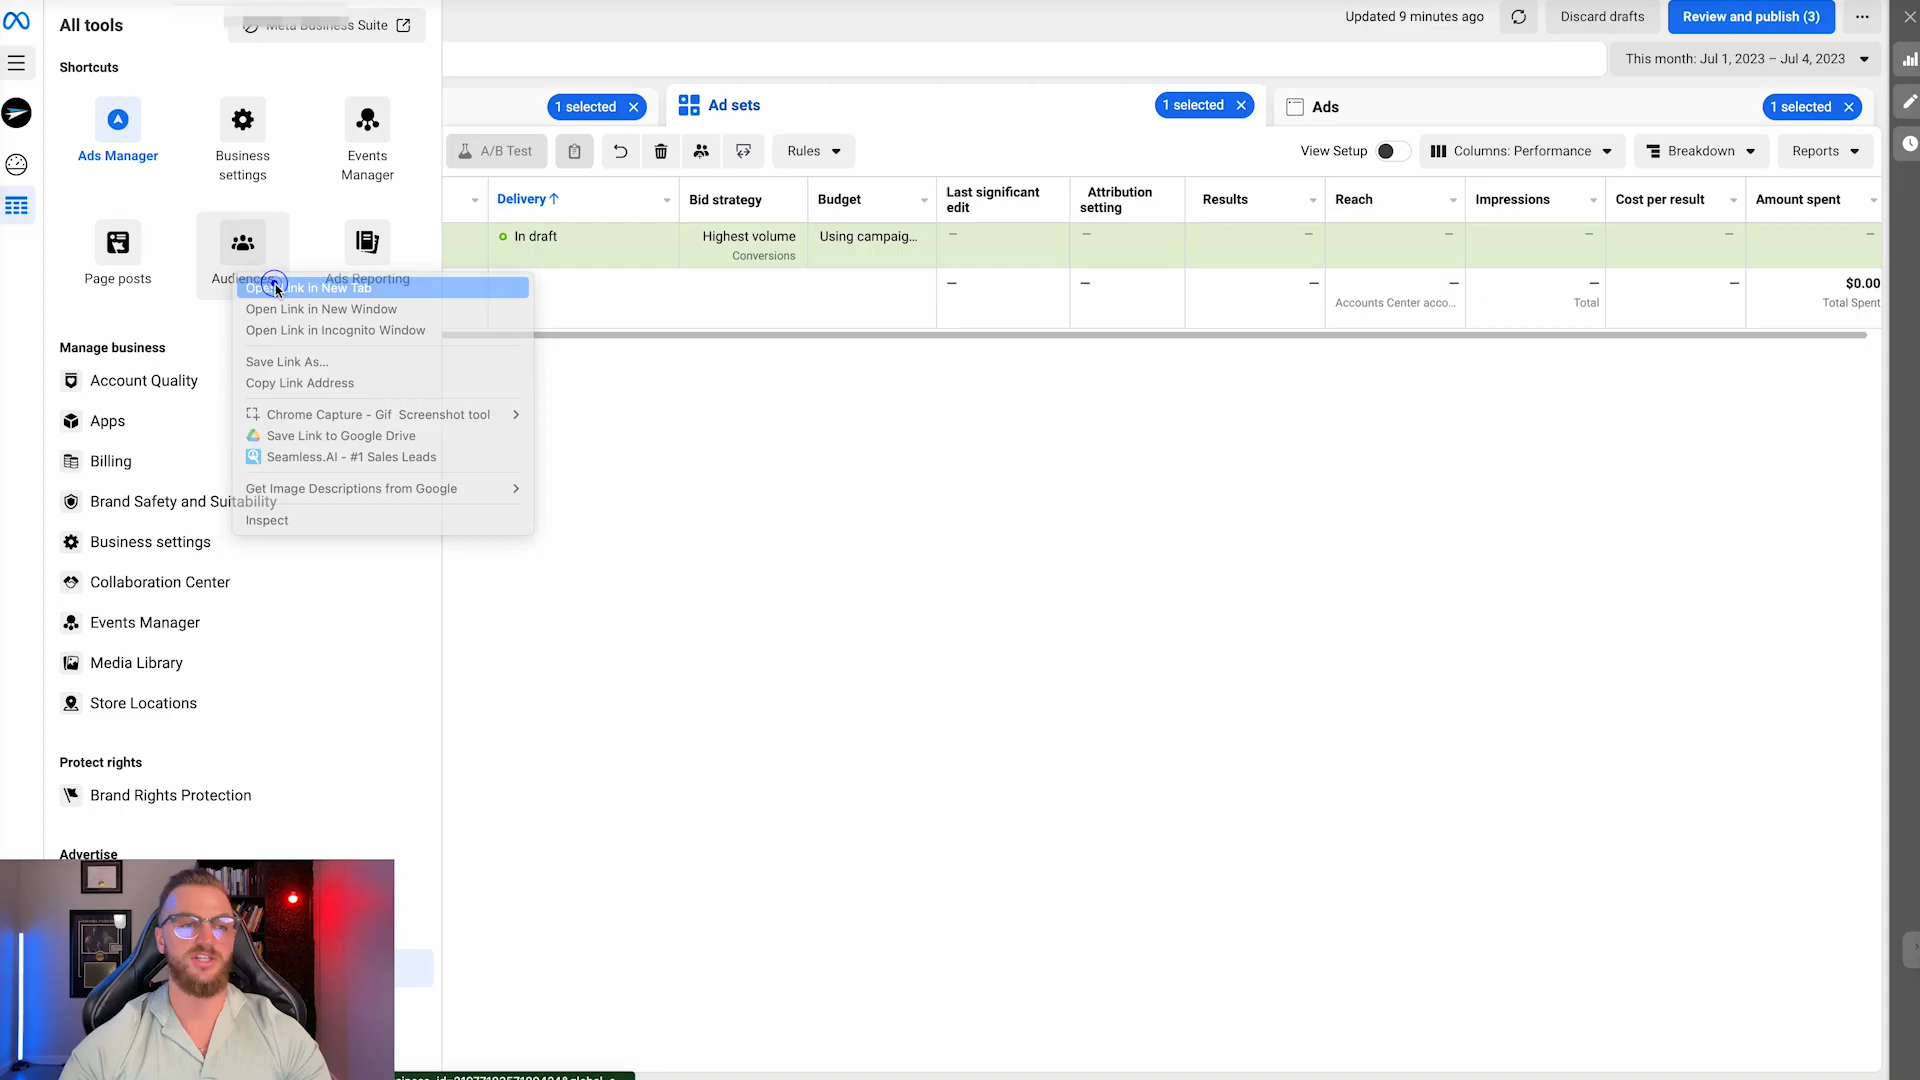 All tools
Meta Business Suite
Updated 9 minutes ago
Discard drafts
Review and publish (3)
Shortcuts
This month: Jul 1, 2023 – Jul 4, 2023
Ads Manager
Business settings
Events Manager
1 selected
Ad sets
1 selected
Ads
1 selected
A/B Test
Rules
View Setup
Columns: Performance
Breakdown
Reports
Delivery ↑
Bid strategy
Budget
Last significant edit
Attribution setting
Results
Reach
Impressions
Cost per result
Amount spent
In draft
Highest volume
Conversions
Using campaig...
–
–
–
–
–
–
–
Page posts
Audiences
Ads Reporting
—
—
—
—
Accounts Center acco...
—
Total
—
$0.00
Total Spent
Open Link in New Tab
Open Link in New Window
Open Link in Incognito Window
Save Link As...
Copy Link Address
Chrome Capture - Gif Screenshot tool
Save Link to Google Drive
Seamless.AI - #1 Sales Leads
Get Image Descriptions from Google
Inspect
Manage business
Account Quality
Apps
Billing
Brand Safety and Suitability
Business settings
Collaboration Center
Events Manager
Media Library
Store Locations
Protect rights
Brand Rights Protection
Advertise